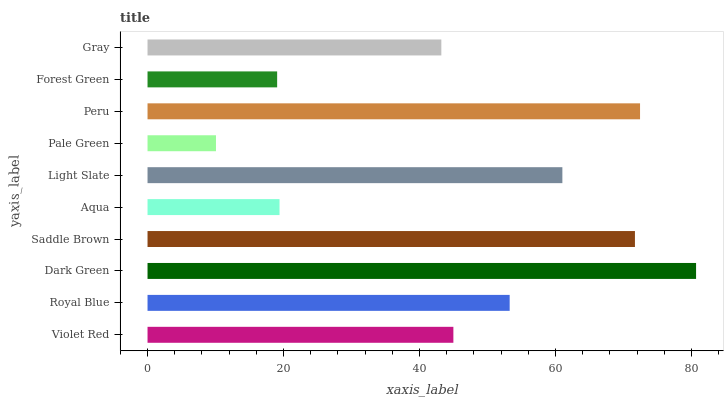 title
yaxis_label
Gray
Forest Green
Peru
Pale Green
Light Slate
Aqua
Saddle Brown
Dark Green
Royal Blue
Violet Red
0 20 40 60 80
xaxis_label